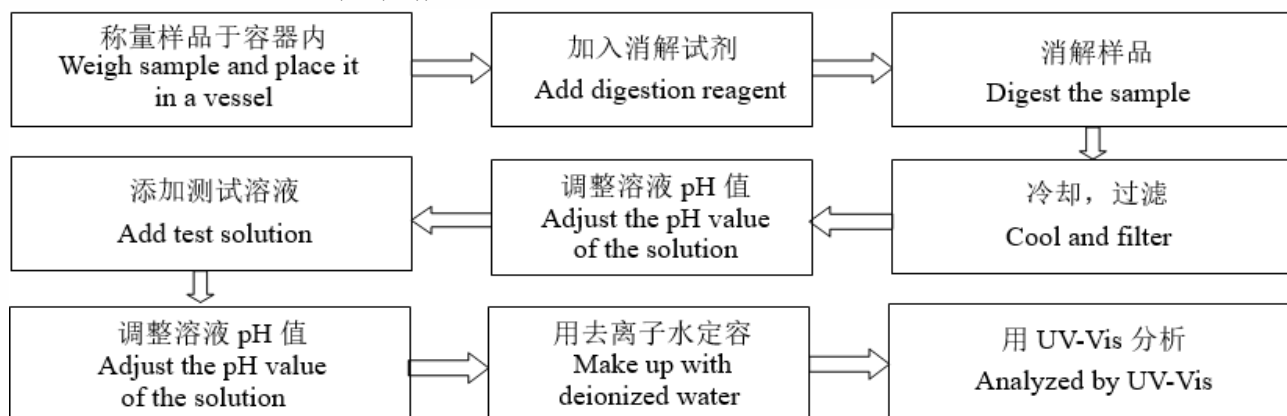 称量样品于容器内
Weigh sample and place it
in a vessel
加入消解试剂
Add digestion reagent
消解样品
Digest the sample
冷却，过滤
Cool and filter
调整溶液 pH 值
Adjust the pH value
of the solution
添加测试溶液
Add test solution
调整溶液 pH 值
Adjust the pH value
of the solution
用去离子水定容
Make up with
deionized water
用 UV-Vis 分析
Analyzed by UV-Vis